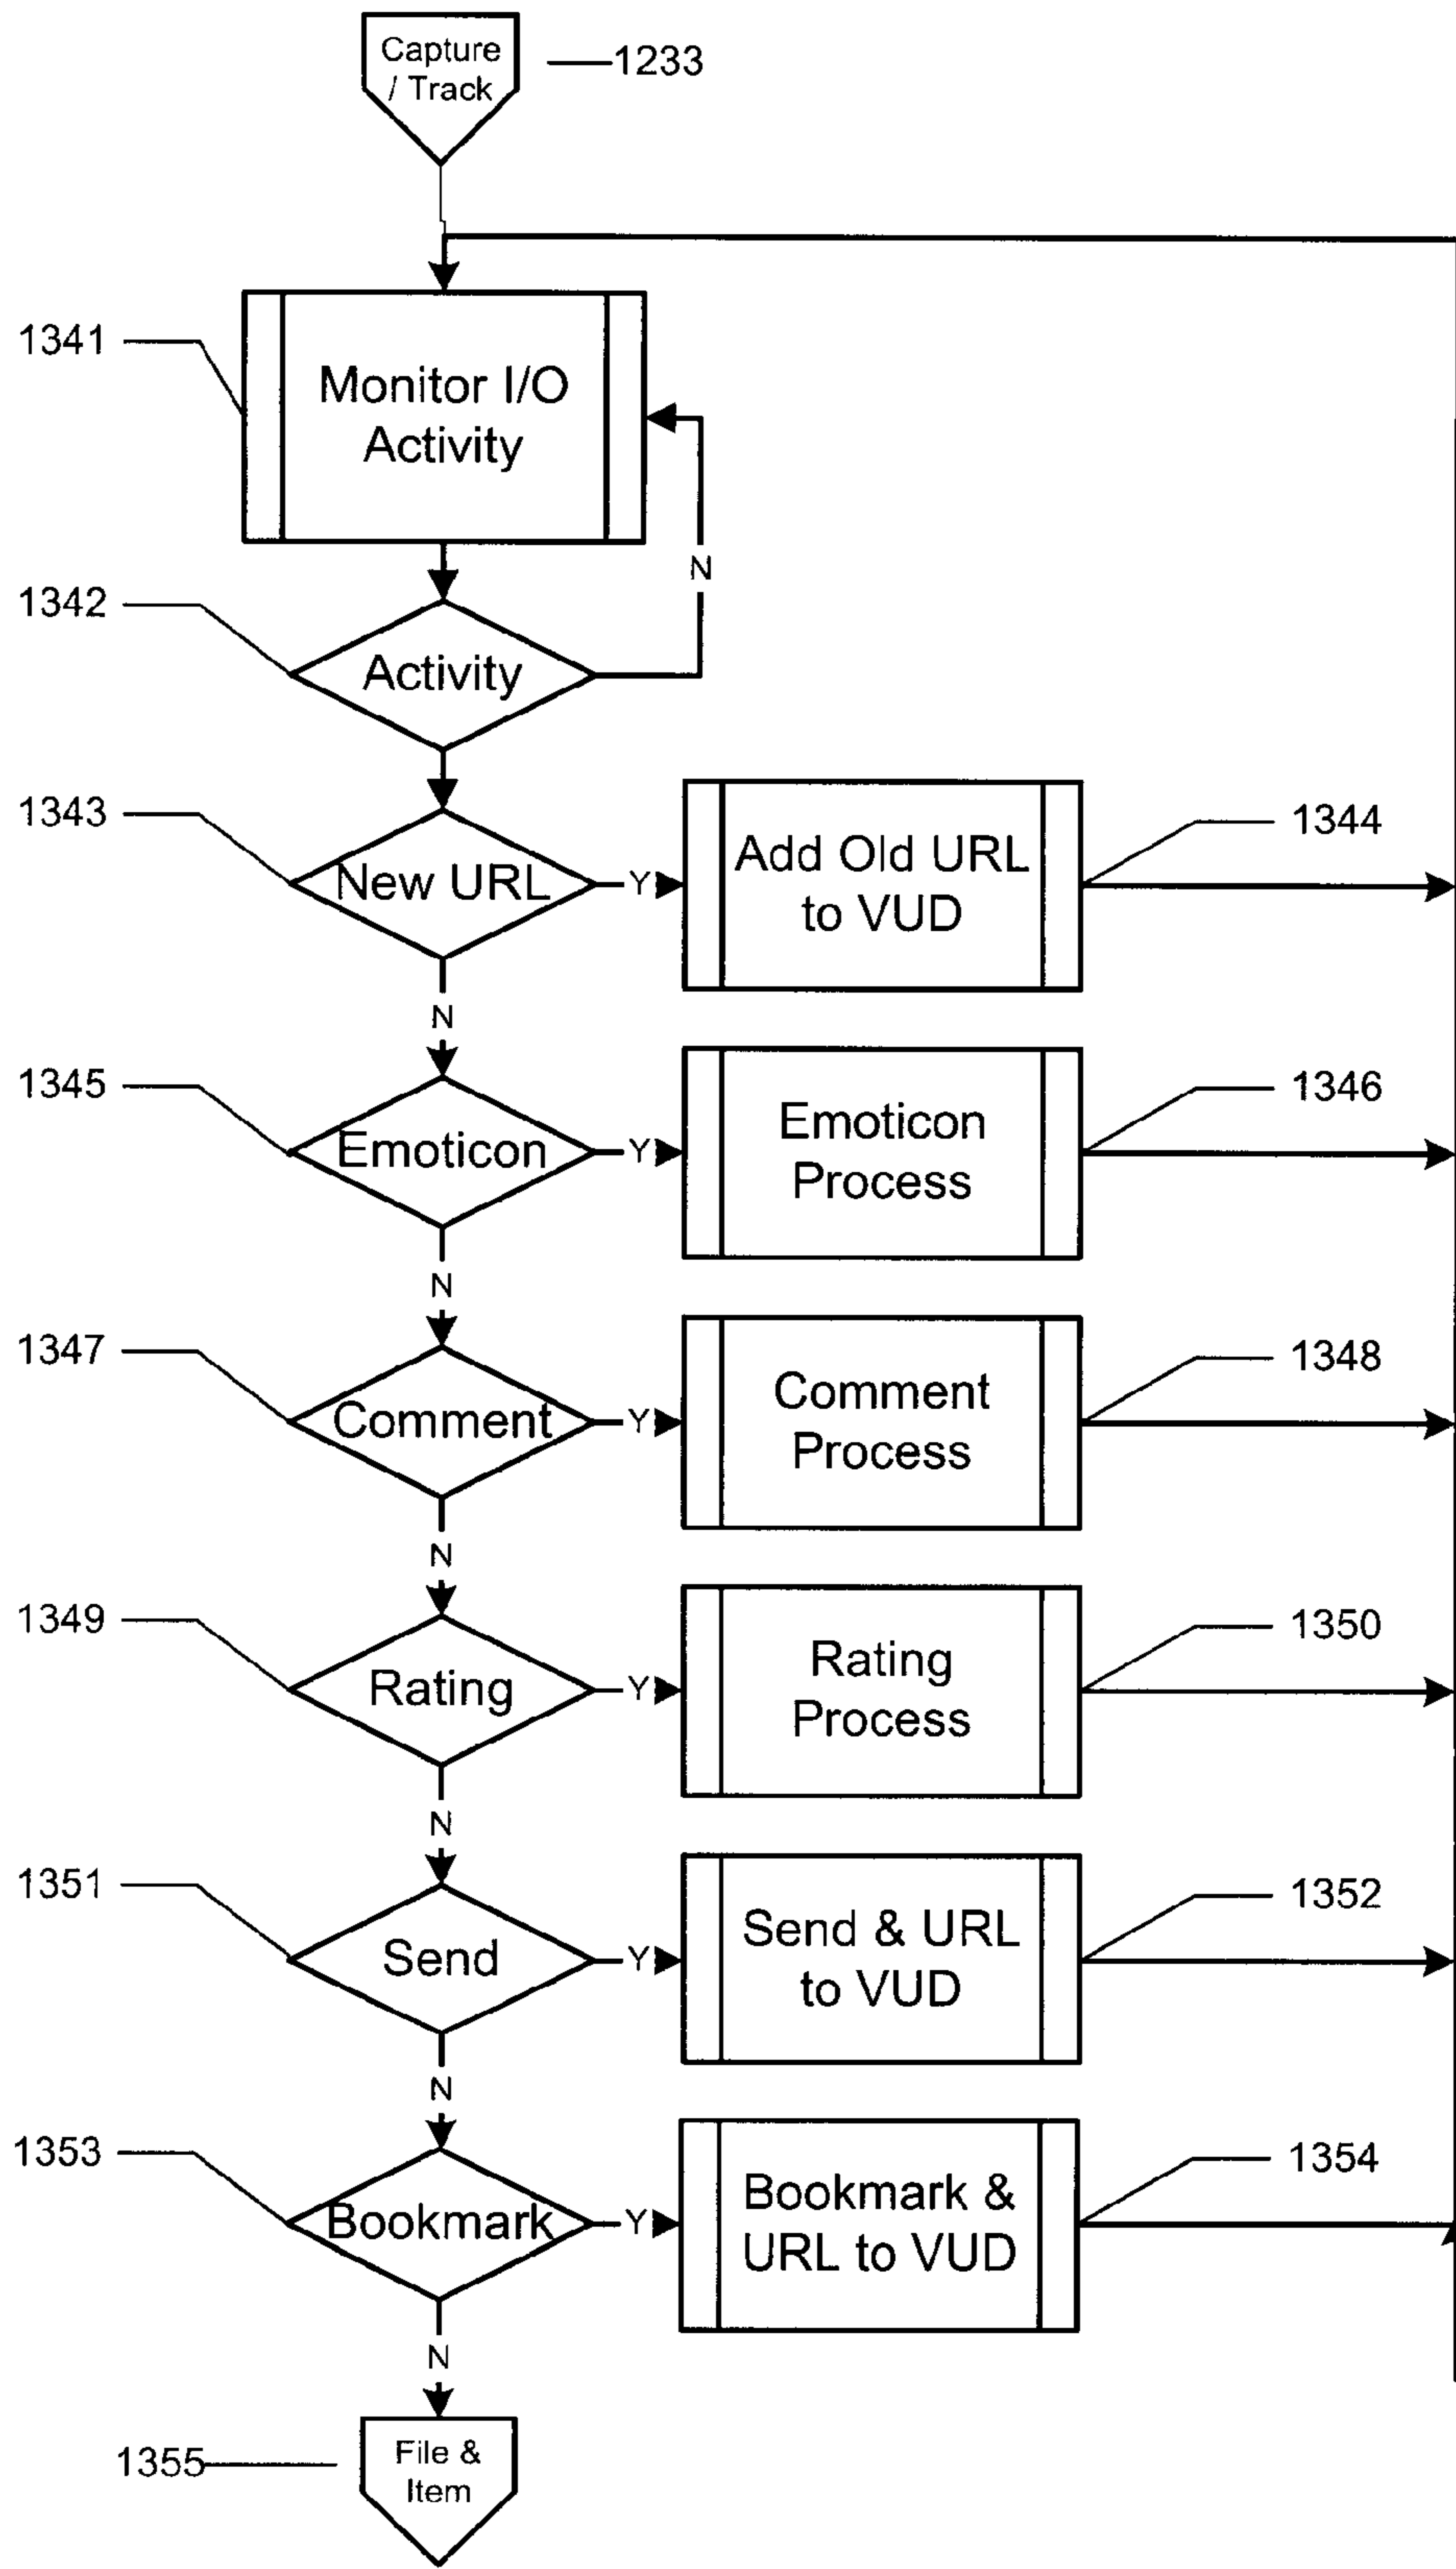 Capture
/ Track
1233
1341
Monitor I/O
Activity
N
1342
Activity
1343
New URL
Y
Add Old URL
to VUD
1344
N
1345
Emoticon
Y
Emoticon
Process
1346
N
1347
Comment
Y
Comment
Process
1348
N
1349
Rating
Y
Rating
Process
1350
N
1351
Send
Y
Send & URL
to VUD
1352
N
1353
Bookmark
Y
Bookmark &
URL to VUD
1354
N
1355
File &
Item